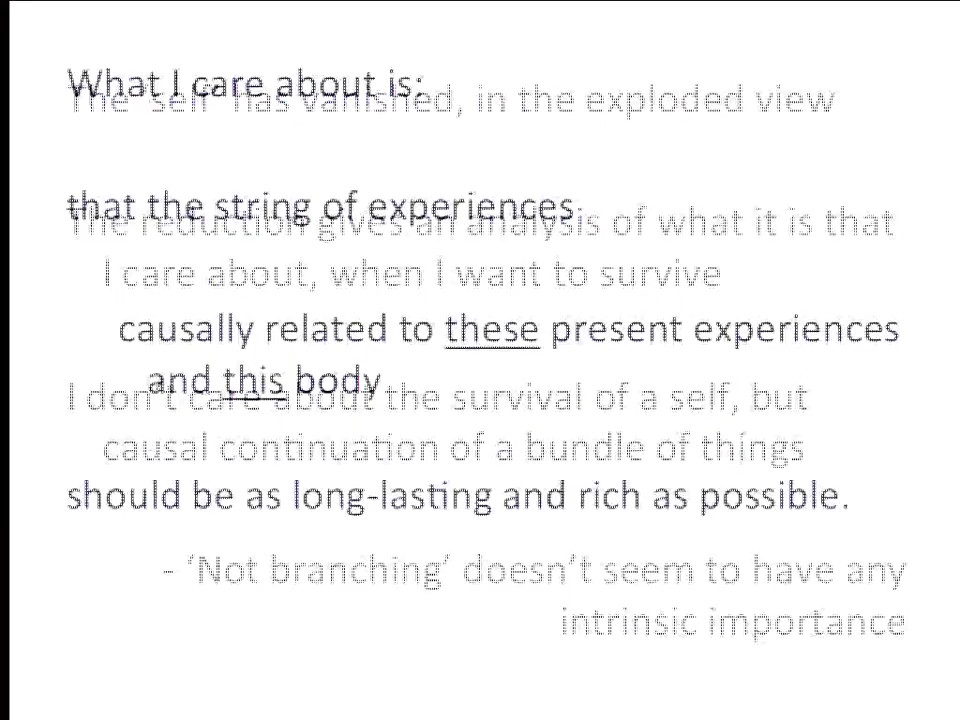 What I care about is:
The 'self' has vanished, in the exploded view
that the string of experiences
The reduction gives an analysis of what it is that
I care about, when I want to survive
causally related to these present experiences
and this body
I don't care about the survival of a self, but
causal continuation of a bundle of things
should be as long-lasting and rich as possible.
- 'Not branching' doesn't seem to have any
intrinsic importance